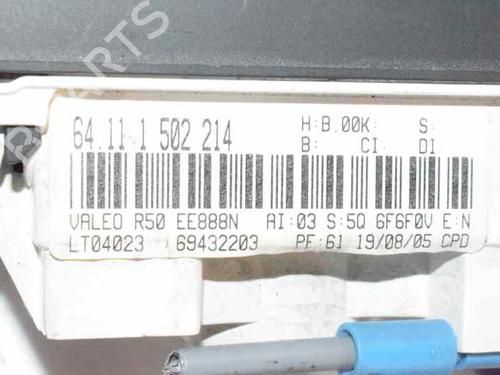 64.11 1 502 214 H:B.00K: S:
B: CI: DI
VALEO R50 EE888N AI:03 S:5Q 6F6F0V E:N
LT04023 69432203 PF:61 19/08/05 CPD
PARTS